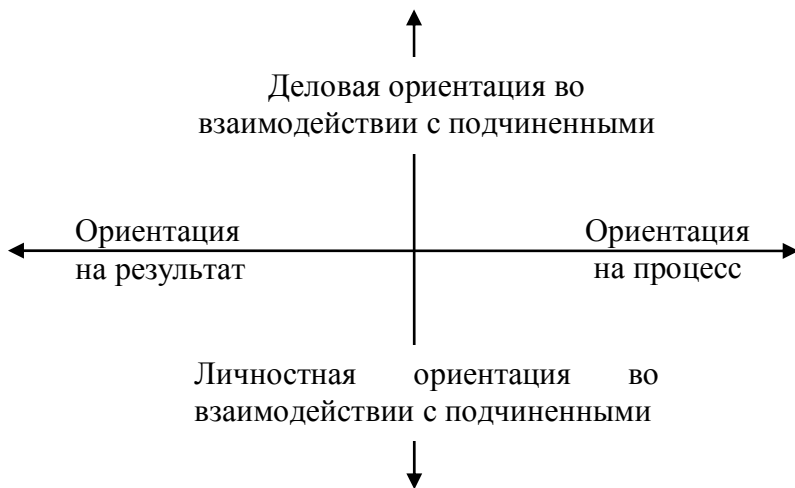 Деловая ориентация во
взаимодействии с подчиненными
Ориентация
на результат
Ориентация
на процесс
Личностная ориентация во
взаимодействии с подчиненными